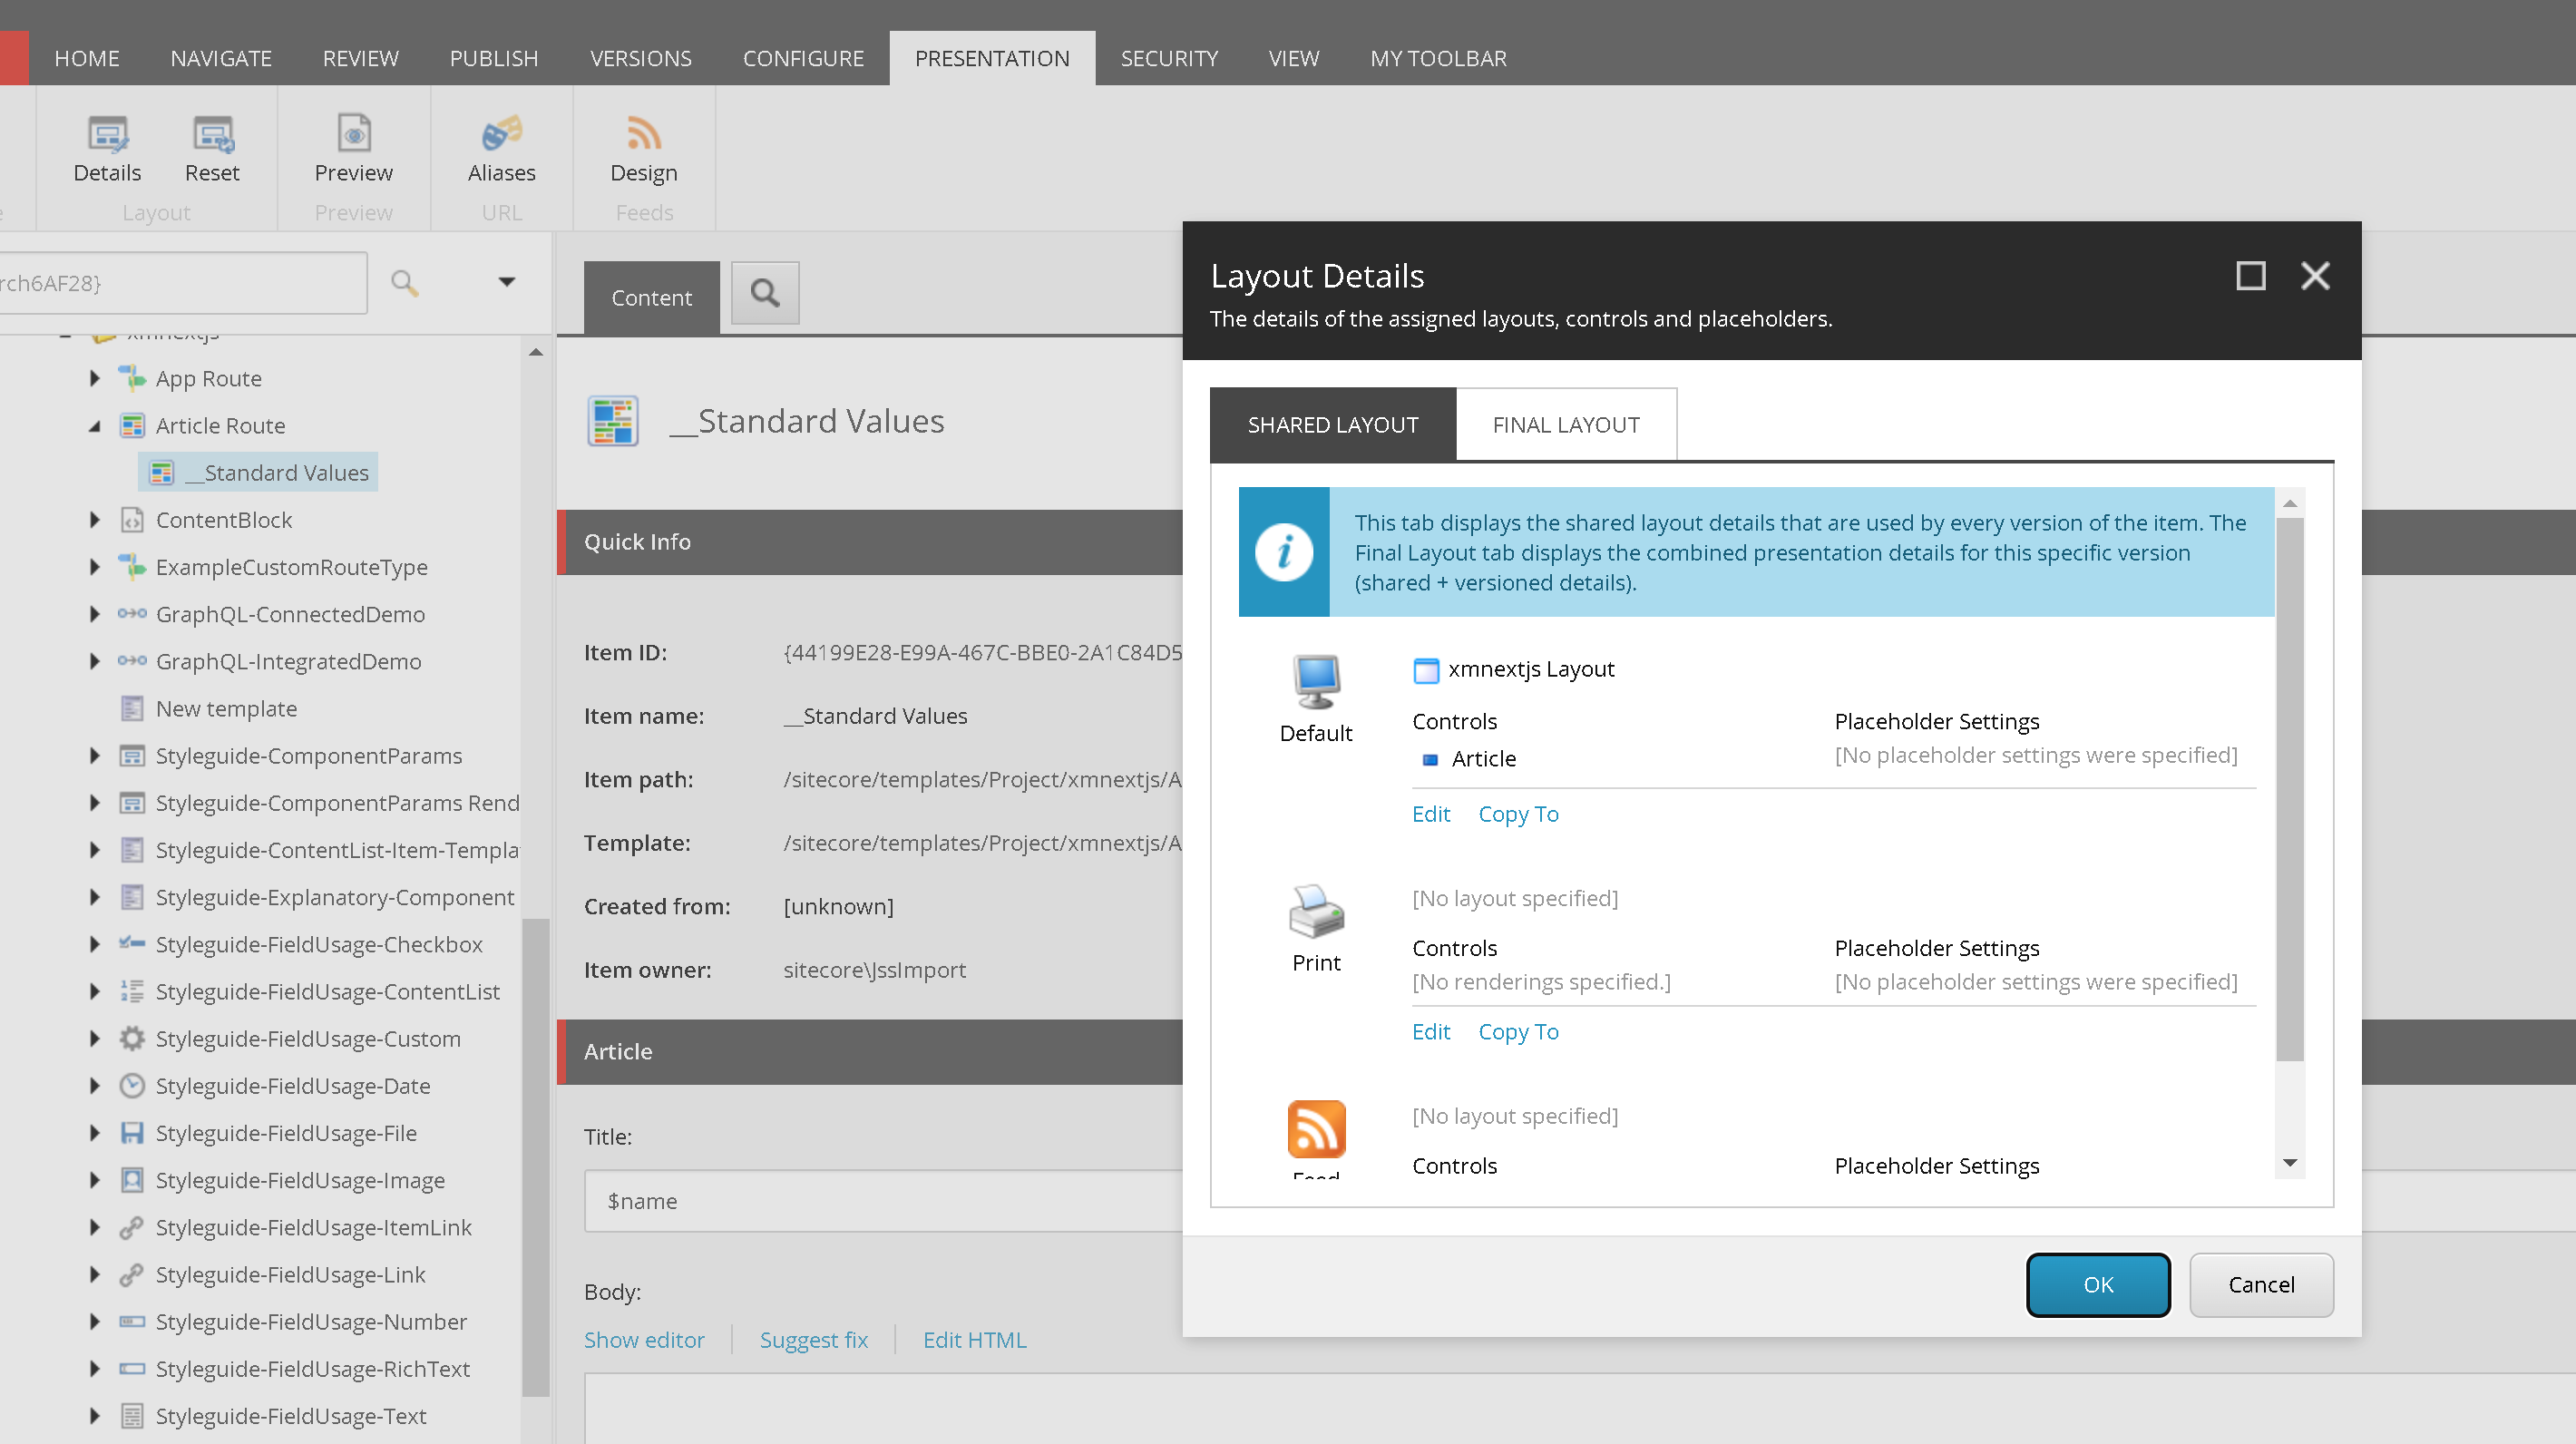 HOME NAVIGATE REVIEW PUBLISH VERSIONS CONFIGURE PRESENTATION SECURITY VIEW MY TOOLBAR
Details Reset Preview Aliases Design
Layout Preview URL Feeds
rch6AF28}
xmnextjs
App Route
Article Route
__Standard Values
ContentBlock
ExampleCustomRouteType
GraphQL-ConnectedDemo
GraphQL-IntegratedDemo
New template
Styleguide-ComponentParams
Styleguide-ComponentParams Rend
Styleguide-ContentList-Item-Templa
Styleguide-Explanatory-Component
Styleguide-FieldUsage-Checkbox
Styleguide-FieldUsage-ContentList
Styleguide-FieldUsage-Custom
Styleguide-FieldUsage-Date
Styleguide-FieldUsage-File
Styleguide-FieldUsage-Image
Styleguide-FieldUsage-ItemLink
Styleguide-FieldUsage-Link
Styleguide-FieldUsage-Number
Styleguide-FieldUsage-RichText
Styleguide-FieldUsage-Text
Content
__Standard Values
Quick Info
Item ID: {44199E28-E99A-467C-BBE0-2A1C84D5
Item name: __Standard Values
Item path: /sitecore/templates/Project/xmnextjs/A
Template: /sitecore/templates/Project/xmnextjs/A
Created from: [unknown]
Item owner: sitecore\JssImport
Article
Title:
$name
Body:
Show editor Suggest fix Edit HTML
Layout Details
The details of the assigned layouts, controls and placeholders.
SHARED LAYOUT FINAL LAYOUT
This tab displays the shared layout details that are used by every version of the item. The
Final Layout tab displays the combined presentation details for this specific version
(shared + versioned details).
Default
xmnextjs Layout
Controls Placeholder Settings
Article [No placeholder settings were specified]
Edit Copy To
Print
[No layout specified]
Controls Placeholder Settings
[No renderings specified.] [No placeholder settings were specified]
Edit Copy To
Feed
[No layout specified]
Controls Placeholder Settings
OK Cancel